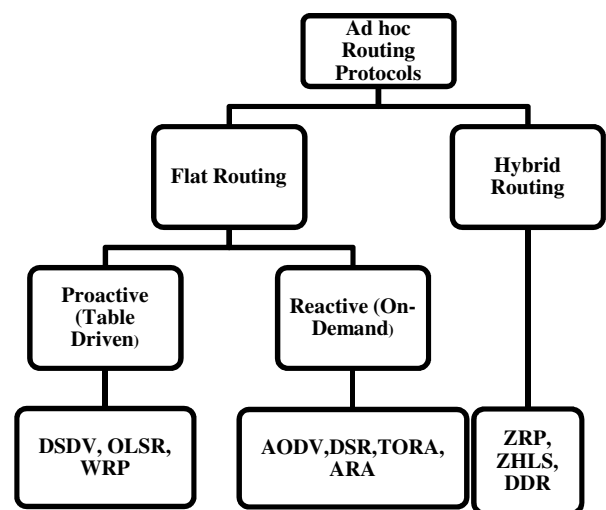 Ad hoc
Routing
Protocols
Flat Routing
Hybrid
Routing
Proactive
(Table
Driven)
Reactive (On-
Demand)
DSDV, OLSR,
WRP
AODV,DSR,TORA,
ARA
ZRP,
ZHLS,
DDR